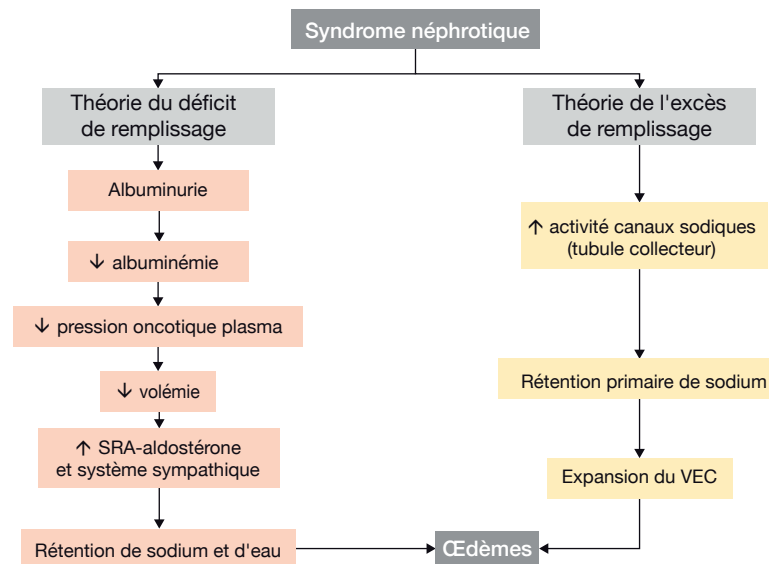 Syndrome néphrotique
Théorie du déficit
de remplissage
Albuminurie
↓ albuminémie
↓ pression oncotique plasma
↓ volémie
↑ SRA-aldostérone
et système sympathique
Rétention de sodium et d'eau
Théorie de l'excès
de remplissage
↑ activité canaux sodiques
(tubule collecteur)
Rétention primaire de sodium
Expansion du VEC
Œdèmes